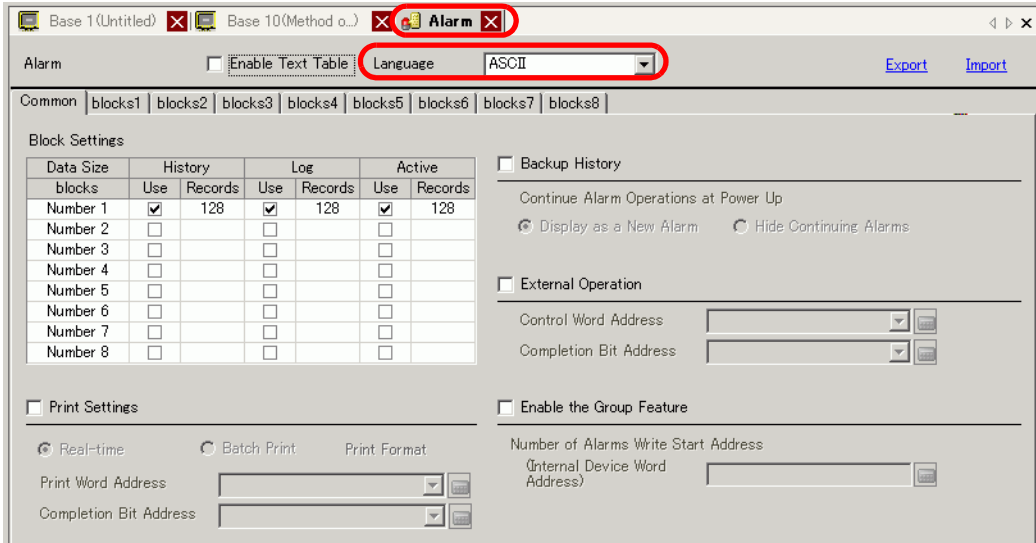 Base 1(Untitled) Base 10(Method o...) Alarm
Alarm Enable Text Table Language ASCII Export Import
Common blocks1 blocks2 blocks3 blocks4 blocks5 blocks6 blocks7 blocks8
Block Settings
Data Size History Log Active
blocks Use Records Use Records Use Records
Number 1 128 128 128
Number 2
Number 3
Number 4
Number 5
Number 6
Number 7
Number 8
Backup History
Continue Alarm Operations at Power Up
Display as a New Alarm Hide Continuing Alarms
External Operation
Control Word Address
Completion Bit Address
Print Settings
Real-time Batch Print Print Format
Print Word Address
Completion Bit Address
Enable the Group Feature
Number of Alarms Write Start Address
(Internal Device Word
Address)